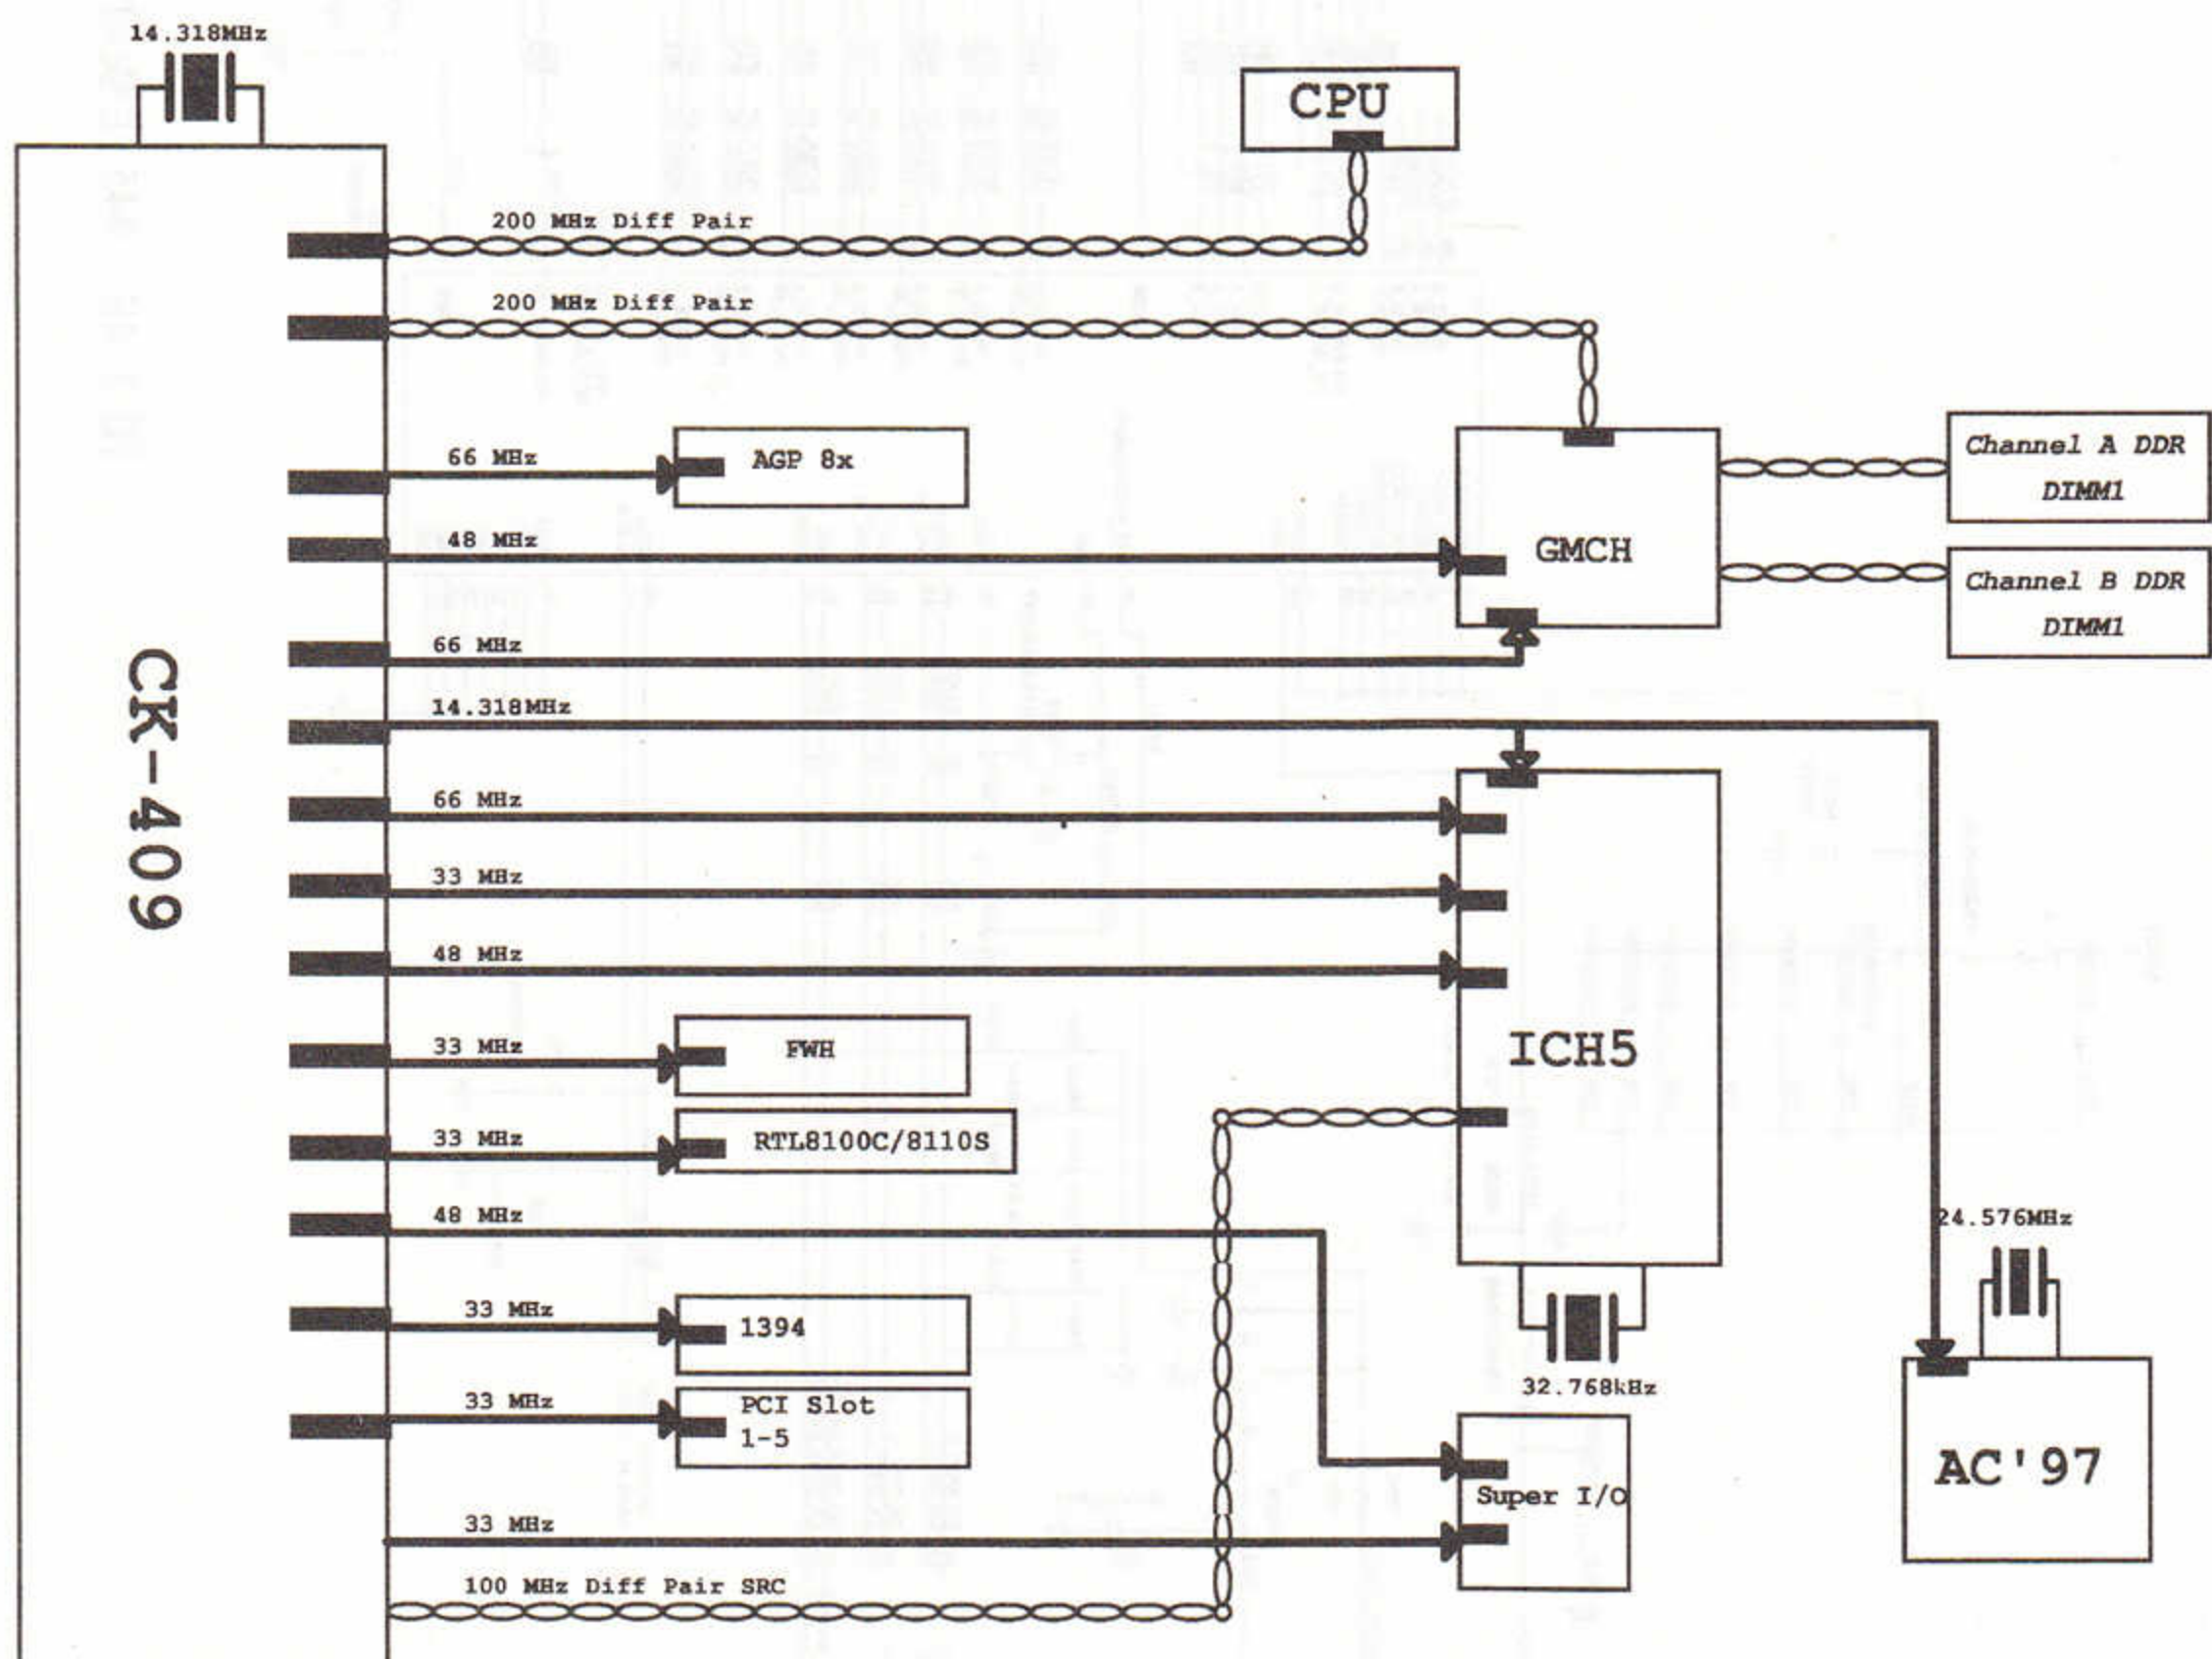 14.318MHz
CPU
200 MHz Diff Pair
200 MHz Diff Pair
66 MHz
AGP 8x
Channel A DDR
DIMM1
48 MHz
GMCH
Channel B DDR
DIMM1
66 MHz
CK-409
14.318MHz
66 MHz
33 MHz
48 MHz
33 MHz
FWH
ICH5
33 MHz
RTL8100C/8110S
48 MHz
24.576MHz
33 MHz
1394
32.768kHz
33 MHz
PCI Slot
1-5
AC'97
Super I/O
33 MHz
100 MHz Diff Pair SRC